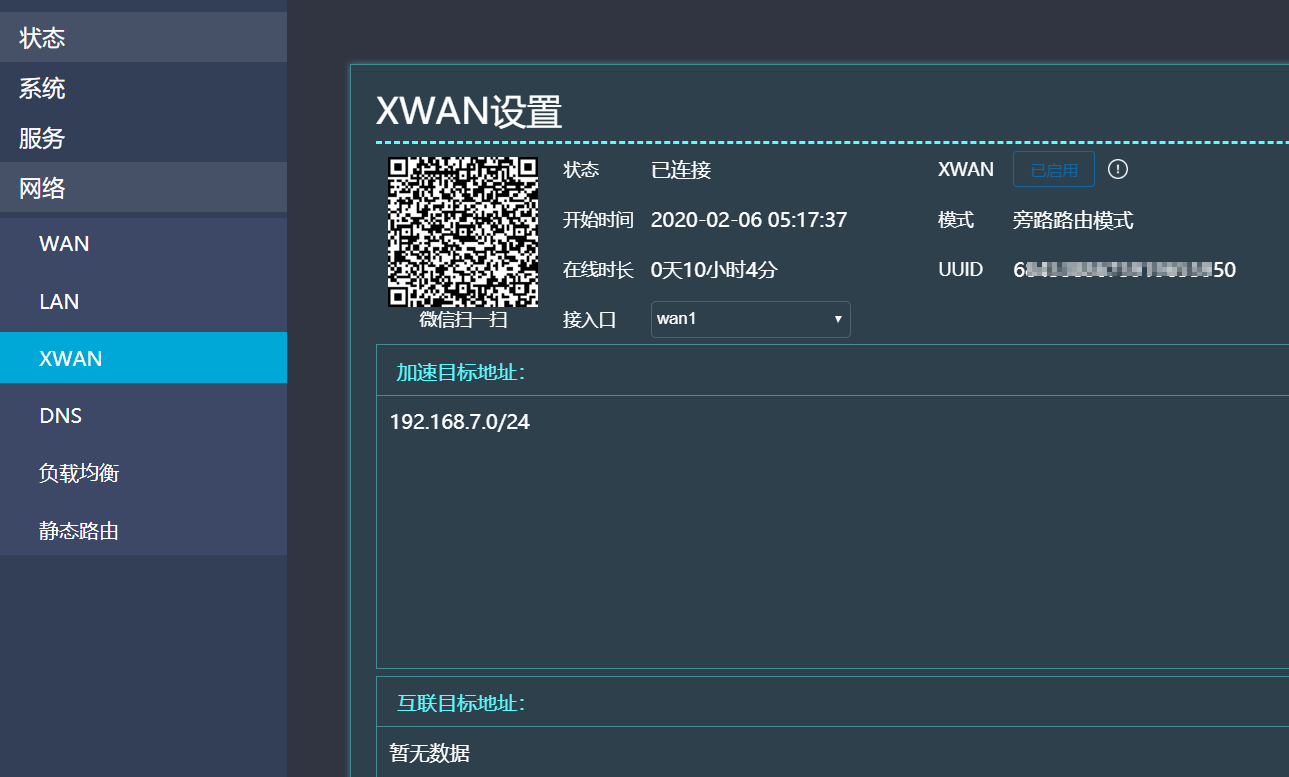 状态
系统
服务
网络
WAN
LAN
XWAN
DNS
负载均衡
静态路由
XWAN设置
微信扫一扫
状态 已连接 XWAN 已启用
开始时间 2020-02-06 05:17:37 模式 旁路路由模式
在线时长 0天10小时4分 UUID
接入口 wan1
加速目标地址:
192.168.7.0/24
互联目标地址:
暂无数据